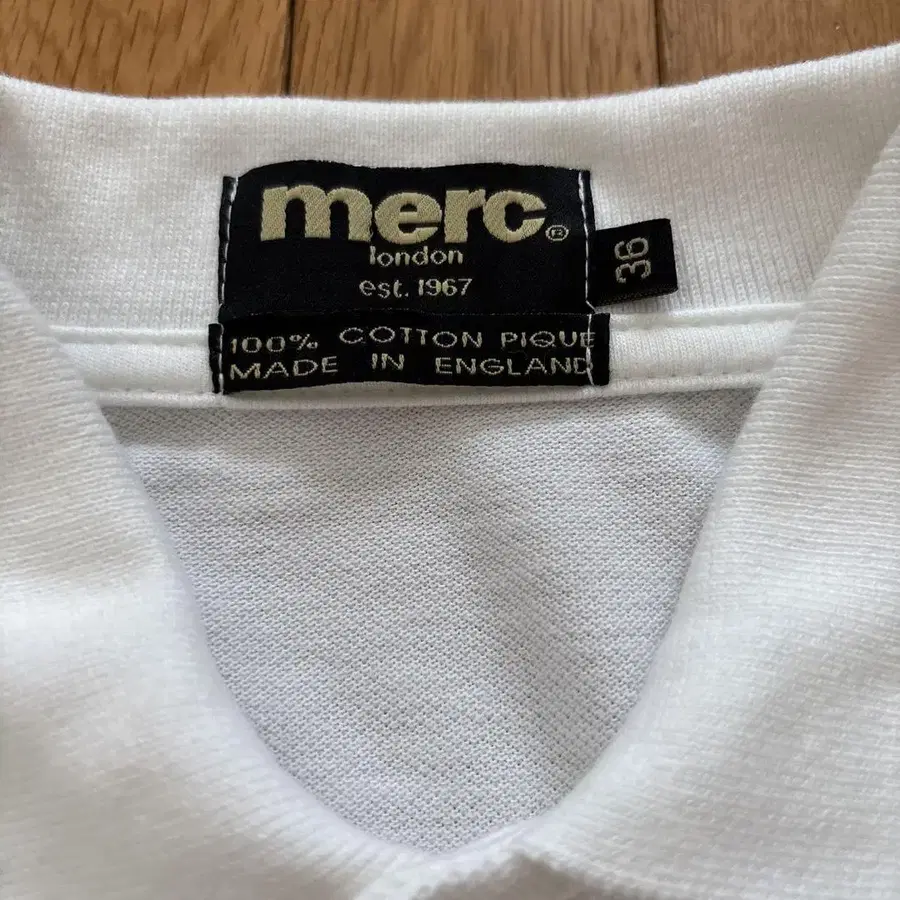 merc®
london
est. 1967
36
100% COTTON PIQUE
MADE IN ENGLAND